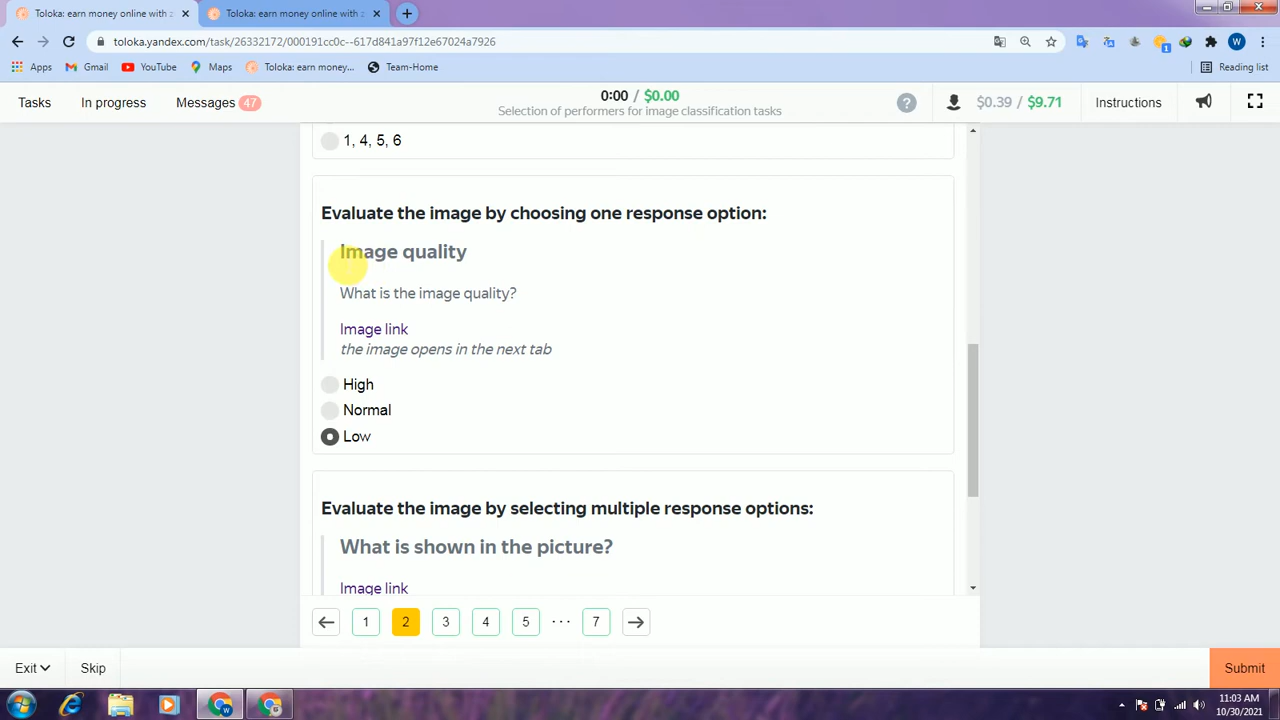 Toloka: earn money online with
Toloka: earn money online with
toloka.yandex.com/task/26332172/000191cc0c--617d841a97f12e67024a7926
W
Apps
Gmail
YouTube
Maps
Toloka: earn money...
Team-Home
Reading list
Tasks
In progress
Messages 47
0:00 / $0.00
Selection of performers for image classification tasks
?
$0.39 / $9.71
Instructions
1, 4, 5, 6
Evaluate the image by choosing one response option:
Image quality
What is the image quality?
Image link
the image opens in the next tab
High
Normal
Low
Evaluate the image by selecting multiple response options:
What is shown in the picture?
Image link
1 2 3 4 5 ... 7
Exit
Skip
Submit
11:03 AM
10/30/2021